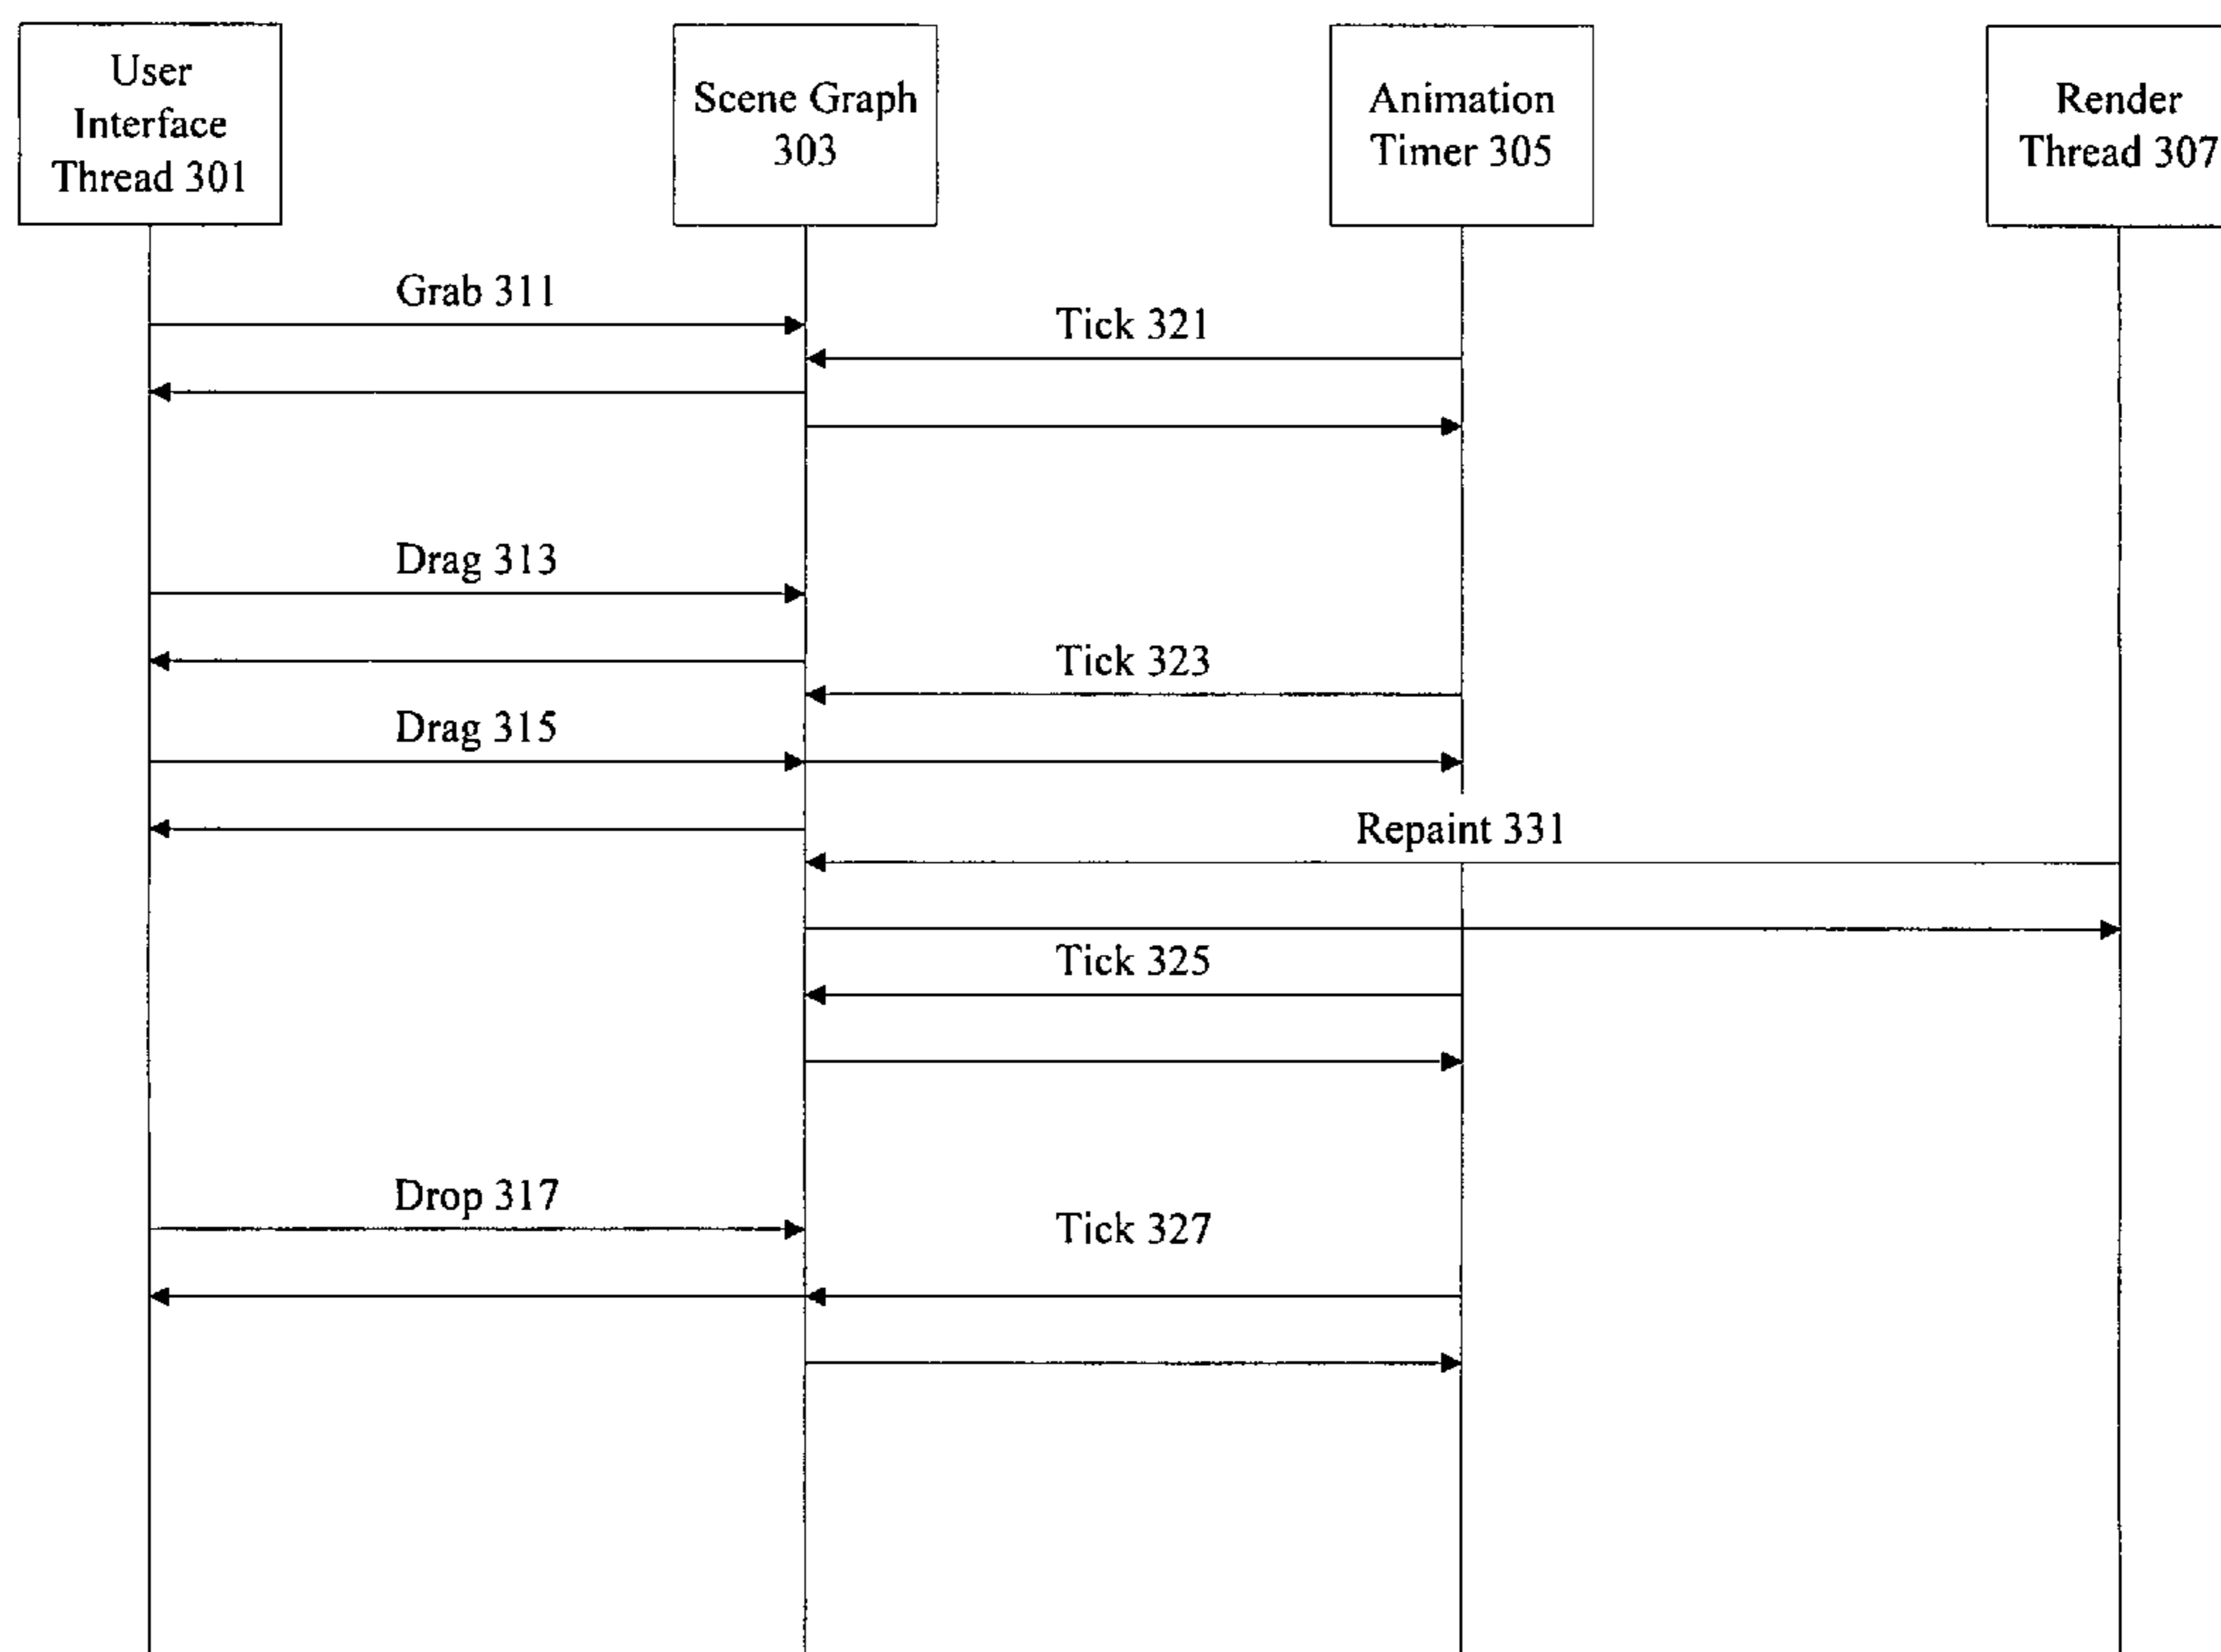 User
Interface
Thread 301
Scene Graph
303
Animation
Timer 305
Render
Thread 307
Grab 311
Tick 321
Drag 313
Tick 323
Drag 315
Repaint 331
Tick 325
Drop 317
Tick 327